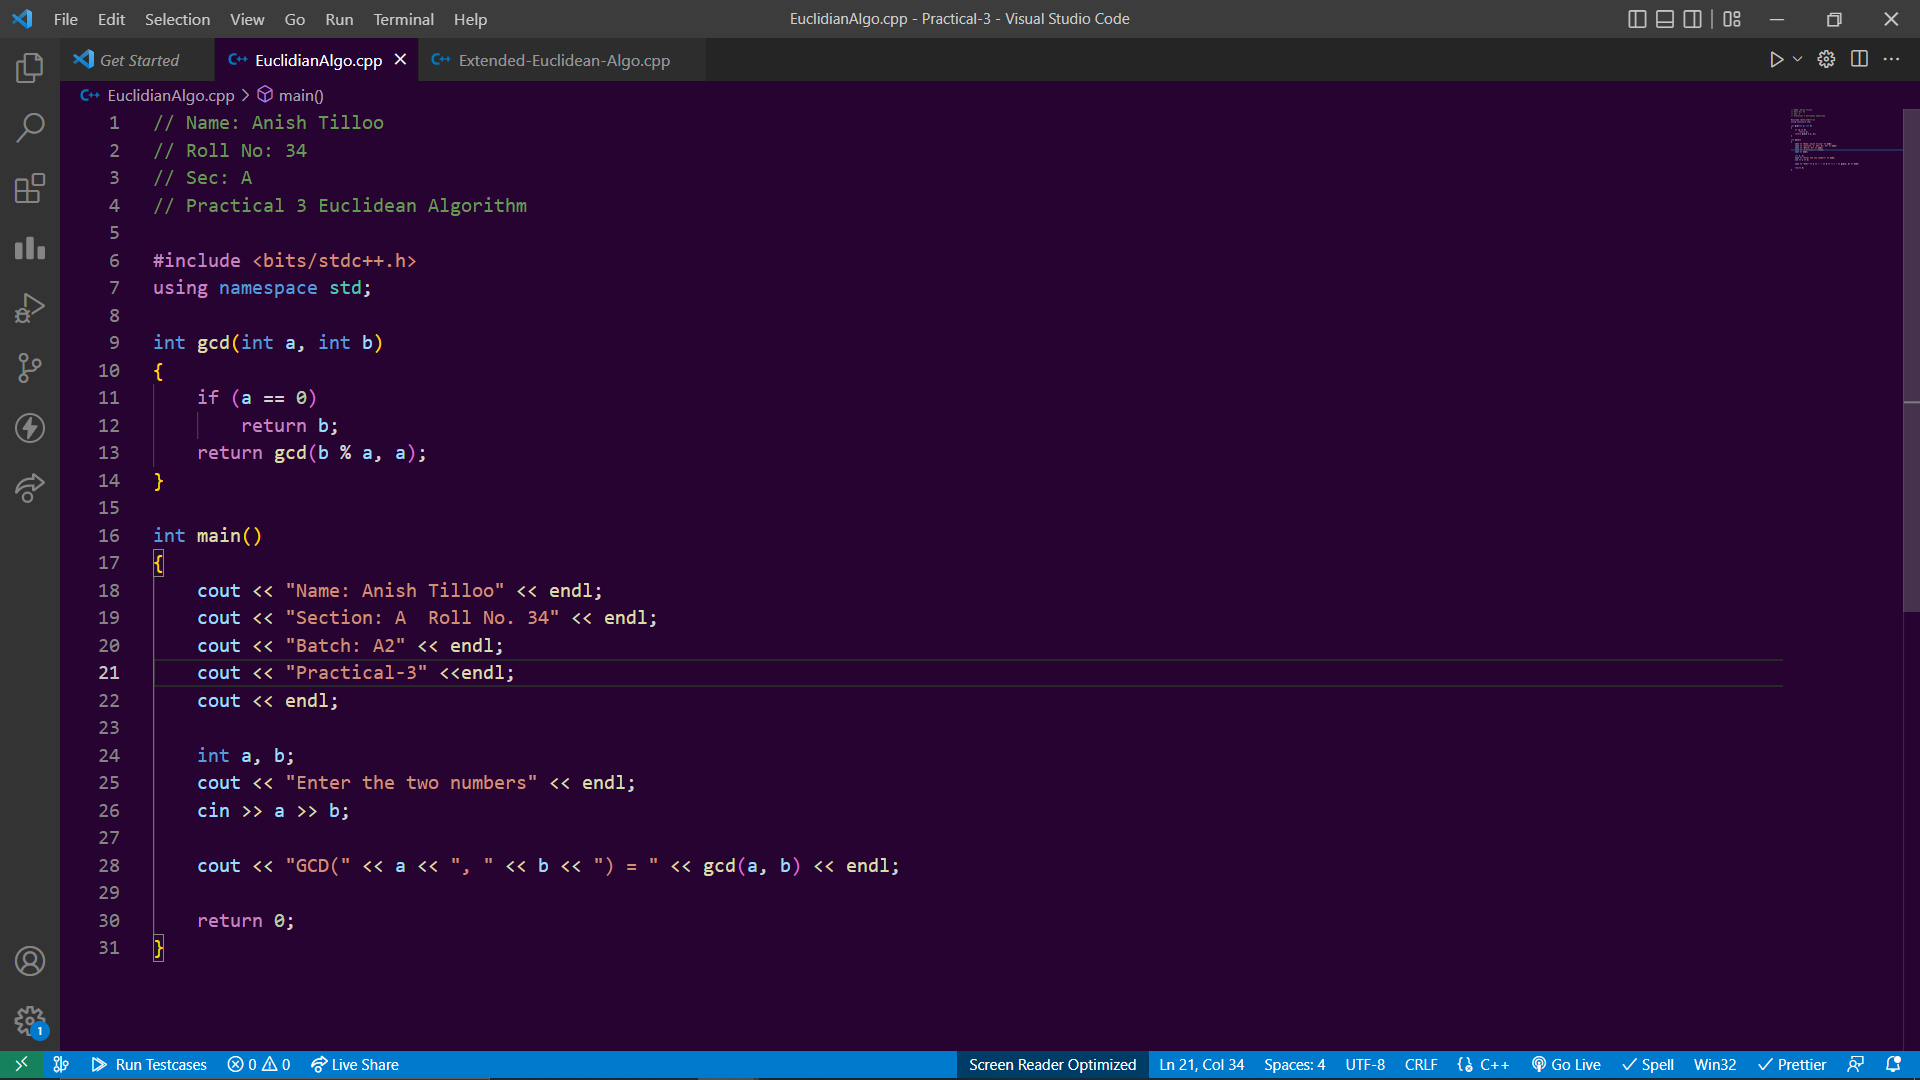 File Edit Selection View Go Run Terminal Help
EuclidianAlgo.cpp - Practical-3 - Visual Studio Code
Get Started
C++ EuclidianAlgo.cpp
C++ Extended-Euclidean-Algo.cpp
C++ EuclidianAlgo.cpp > main()
1 // Name: Anish Tilloo
2 // Roll No: 34
3 // Sec: A
4 // Practical 3 Euclidean Algorithm
5
6 #include <bits/stdc++.h>
7 using namespace std;
8
9 int gcd(int a, int b)
10 {
11     if (a == 0)
12         return b;
13     return gcd(b % a, a);
14 }
15
16 int main()
17 {
18     cout << "Name: Anish Tilloo" << endl;
19     cout << "Section: A  Roll No. 34" << endl;
20     cout << "Batch: A2" << endl;
21     cout << "Practical-3" <<endl;
22     cout << endl;
23
24     int a, b;
25     cout << "Enter the two numbers" << endl;
26     cin >> a >> b;
27
28     cout << "GCD(" << a << ", " << b << ") = " << gcd(a, b) << endl;
29
30     return 0;
31 }
1
Run Testcases 0 0 Live Share Screen Reader Optimized Ln 21, Col 34 Spaces: 4 UTF-8 CRLF {} C++ Go Live Spell Win32 Prettier